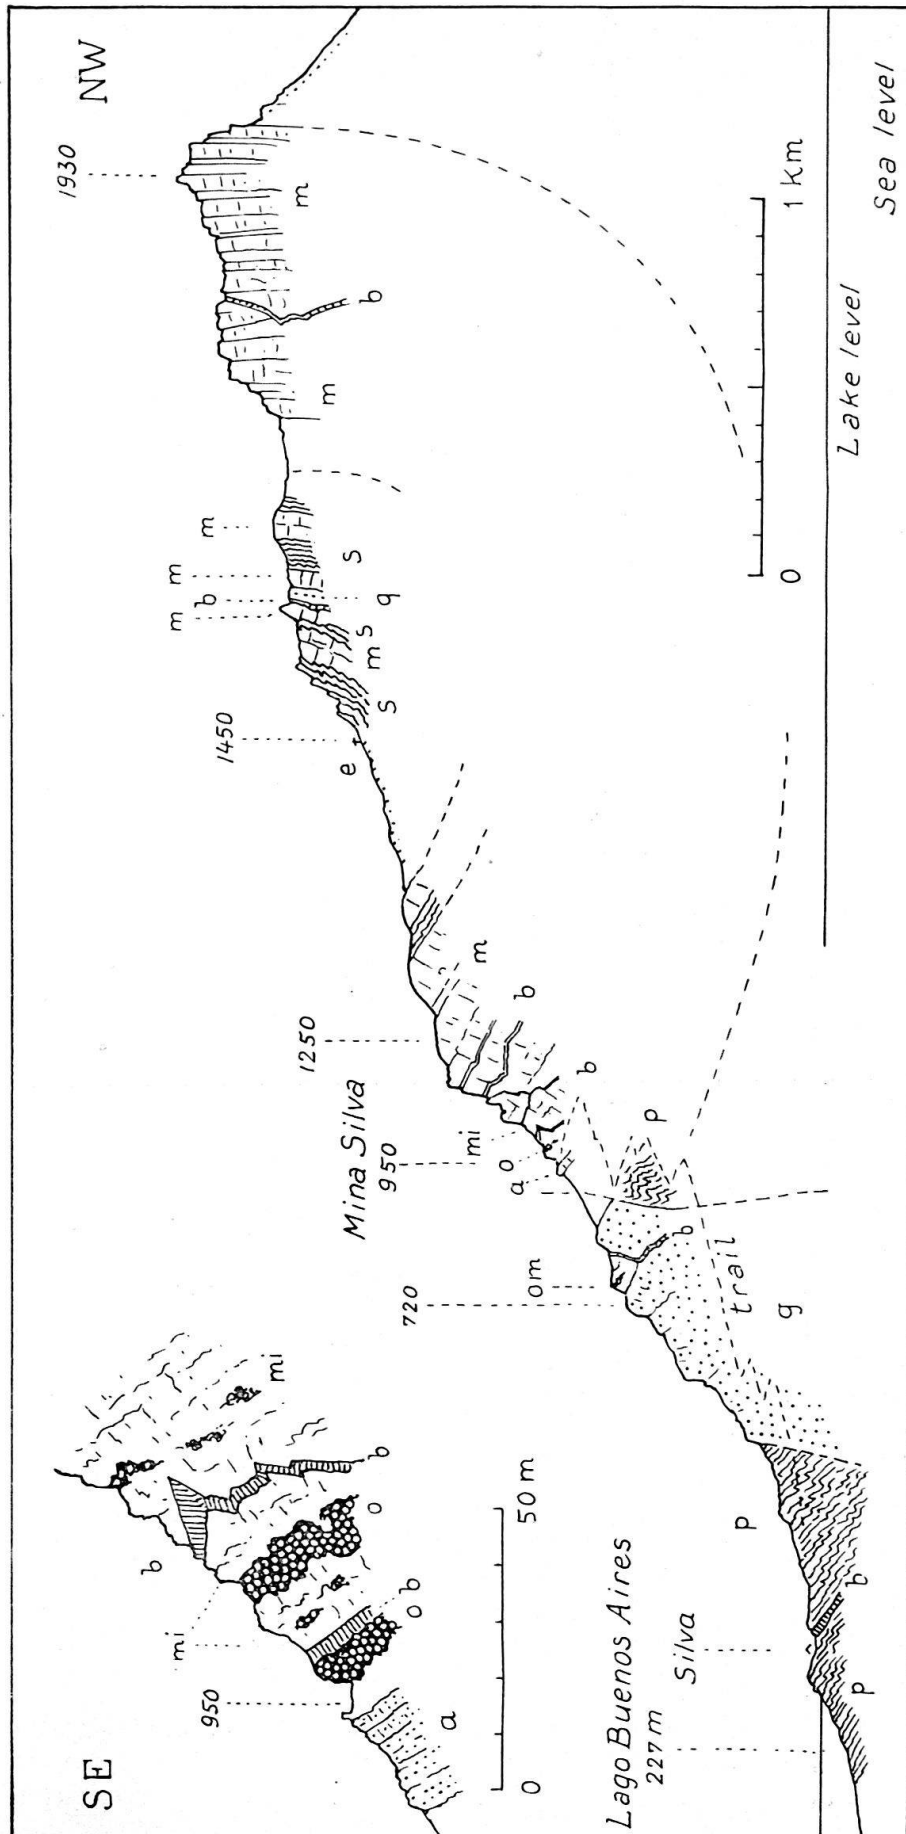 SE
NW
1930
m
b
m
m
m
b
m
s
q
s
m
s
1450
e
1250
m
b
Mina Silva
950
mi
o
a
b
p
om
720
b
trail
g
p
b
Silva
p
Lago Buenos Aires
227 m
mi
b
mi
b
o
b
o
950
a
0
50 m
0
1 Km
Lake level
Sea level